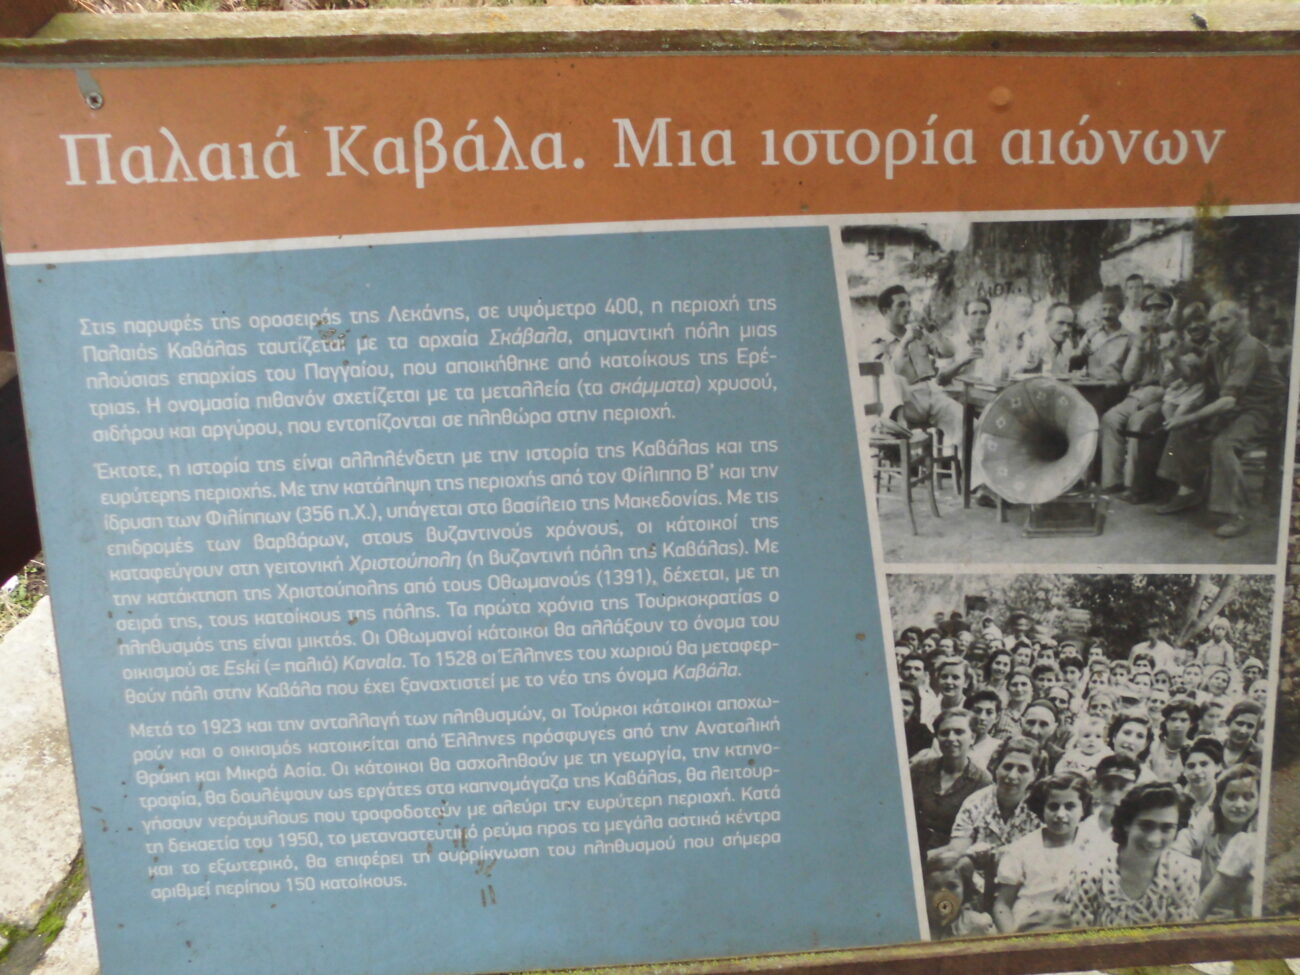 Παλαιά Καβάλα. Μια ιστορία αιώνων
Στις παρυφές της οροσειράς της Λεκάνης, σε υψόμετρο 400, η περιοχή της
Παλαιάς Καβάλας ταυτίζεται με τα αρχαία Σκάβαλα, σημαντική πόλη μιας
πλούσιας επαρχίας του Παγγαίου, που αποικήθηκε από κατοίκους της Ερέ-
τριας. Η ονομασία πιθανόν σχετίζεται με τα μεταλλεία (τα σκάμματα) χρυσού,
σιδήρου και αργύρου, που εντοπίζονται σε πληθώρα στην περιοχή.
Έκτοτε, η ιστορία της είναι αλληλένδετη με την ιστορία της Καβάλας και της
ευρύτερης περιοχής. Με την κατάληψη της περιοχής από τον Φίλιππο Β' και την
ίδρυση των Φιλίππων (356 π.Χ.), υπάγεται στο βασίλειο της Μακεδονίας. Με τις
επιδρομές των βαρβάρων, στους βυζαντινούς χρόνους, οι κάτοικοί της
καταφεύγουν στη γειτονική Χριστούπολη (η βυζαντινή πόλη της Καβάλας). Με
την κατάκτηση της Χριστούπολης από τους Οθωμανούς (1391), δέχεται, με τη
σειρά της, τους κατοίκους της πόλης. Τα πρώτα χρόνια της Τουρκοκρατίας ο
πληθυσμός της είναι μικτός. Οι Οθωμανοί κάτοικοι θα αλλάξουν το όνομα του
οικισμού σε Eski (= παλιά) Kavala. Το 1528 οι Έλληνες του χωριού θα μεταφερ-
θούν πάλι στην Καβάλα που έχει ξαναχτιστεί με το νέο της όνομα Καβάλα.
Μετά το 1923 και την ανταλλαγή των πληθυσμών, οι Τούρκοι κάτοικοι αποχω-
ρούν και ο οικισμός κατοικείται από Έλληνες πρόσφυγες από την Ανατολική
Θράκη και Μικρά Ασία. Οι κάτοικοι θα ασχοληθούν με τη γεωργία, την κτηνο-
τροφία, θα δουλέψουν ως εργάτες στα καπνομάγαζα της Καβάλας, θα λειτουρ-
γήσουν νερόμυλους που τροφοδοτούν με αλεύρι την ευρύτερη περιοχή. Κατά
τη δεκαετία του 1950, το μεταναστευτικό ρεύμα προς τα μεγάλα αστικά κέντρα
και το εξωτερικό, θα επιφέρει τη συρρίκνωση του πληθυσμού που σήμερα
αριθμεί περίπου 150 κατοίκους.